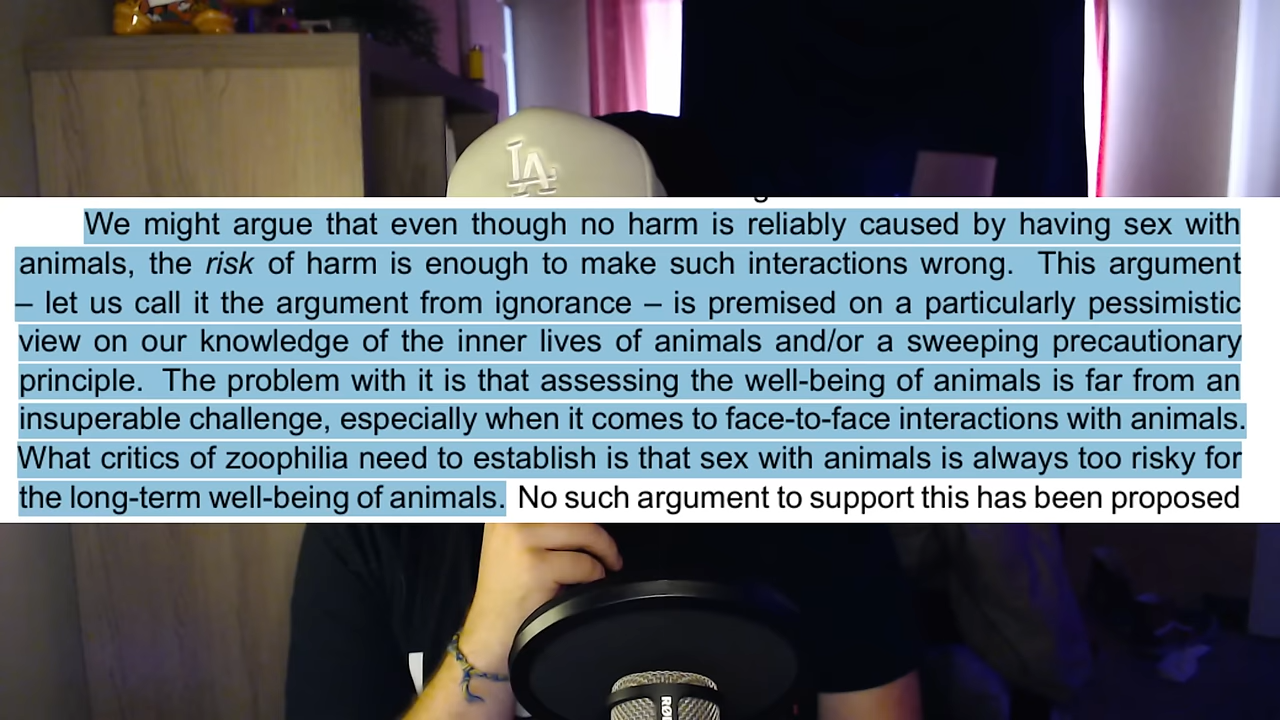 LA
We might argue that even though no harm is reliably caused by having sex with
animals, the risk of harm is enough to make such interactions wrong. This argument
– let us call it the argument from ignorance – is premised on a particularly pessimistic
view on our knowledge of the inner lives of animals and/or a sweeping precautionary
principle. The problem with it is that assessing the well-being of animals is far from an
insuperable challenge, especially when it comes to face-to-face interactions with animals.
What critics of zoophilia need to establish is that sex with animals is always too risky for
the long-term well-being of animals. No such argument to support this has been proposed
RØ